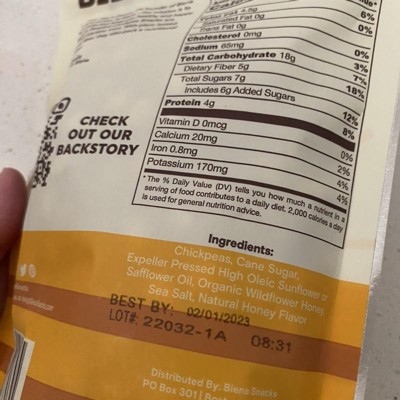 6%
Saturated Fat 0g 0%
Trans Fat 0g
Cholesterol 0mg 0%
Sodium 65mg 3%
Total Carbohydrate 18g 7%
Dietary Fiber 5g 18%
Total Sugars 7g
Includes 6g Added Sugars 12%
Protein 4g 8%
Vitamin D 0mcg 0%
Calcium 20mg 2%
Iron 0.8mg 4%
Potassium 170mg 4%
* The % Daily Value (DV) tells you how much a nutrient in a
serving of food contributes to a daily diet. 2,000 calories a day
is used for general nutrition advice.
CHECK
OUT OUR
BACKSTORY
Ingredients:
Chickpeas, Cane Sugar,
Expeller Pressed High Oleic Sunflower or
Safflower Oil, Organic Wildflower Honey,
Sea Salt, Natural Honey Flavor
BEST BY: 02/01/2023
LOT#: 22032-1A 08:31
Distributed By: Biena Snacks
PO Box 301